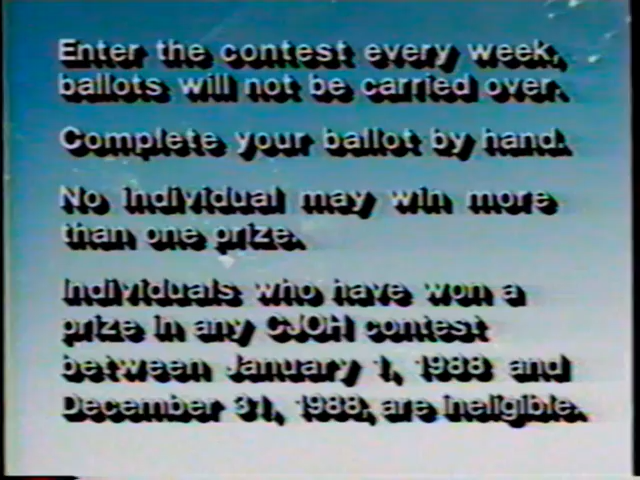 Enter the contest every week,
ballots will not be carried over.
Complete your ballot by hand.
No individual may win more
than one prize.
Individuals who have won a
prize in any CJOH contest
between January 1, 1988 and
December 31, 1988, are ineligible.